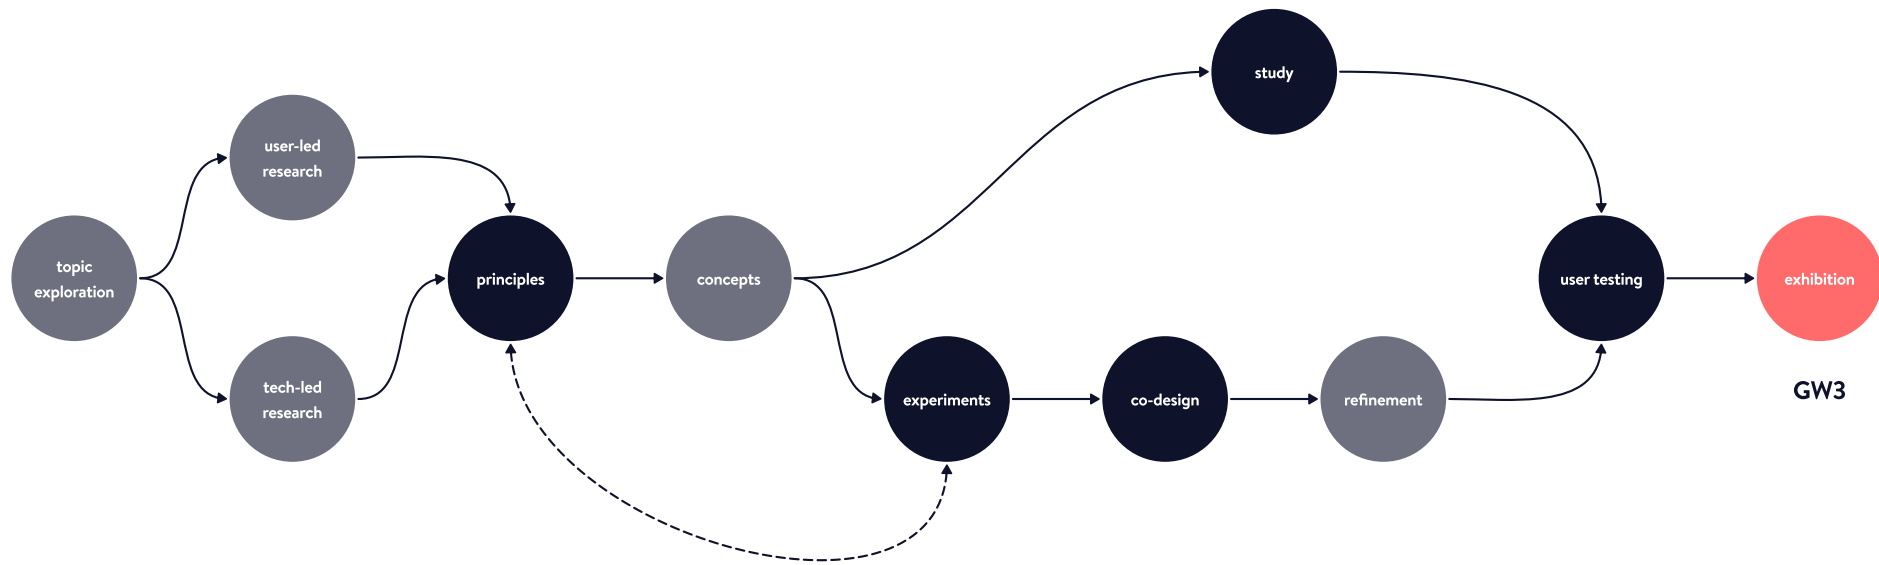 topic
exploration
user-led
research
tech-led
research
principles
concepts
study
experiments
co-design
refinement
user testing
exhibition
GW3